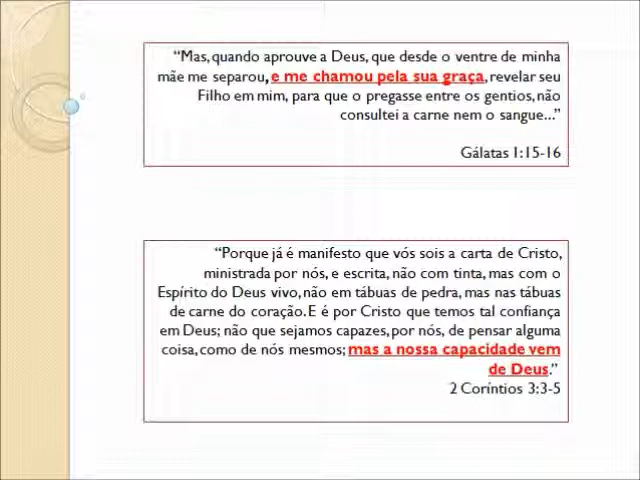 “Mas, quando aprouve a Deus, que desde o ventre de minha
mãe me separou, e me chamou pela sua graça, revelar seu
Filho em mim, para que o pregasse entre os gentios, não
consultei a carne nem o sangue...”
Gálatas 1:15-16
“Porque já é manifesto que vós sois a carta de Cristo,
ministrada por nós, e escrita, não com tinta, mas com o
Espírito do Deus vivo, não em tábuas de pedra, mas nas tábuas
de carne do coração. E é por Cristo que temos tal confiança
em Deus; não que sejamos capazes, por nós, de pensar alguma
coisa, como de nós mesmos; mas a nossa capacidade vem
de Deus.”
2 Coríntios 3:3-5